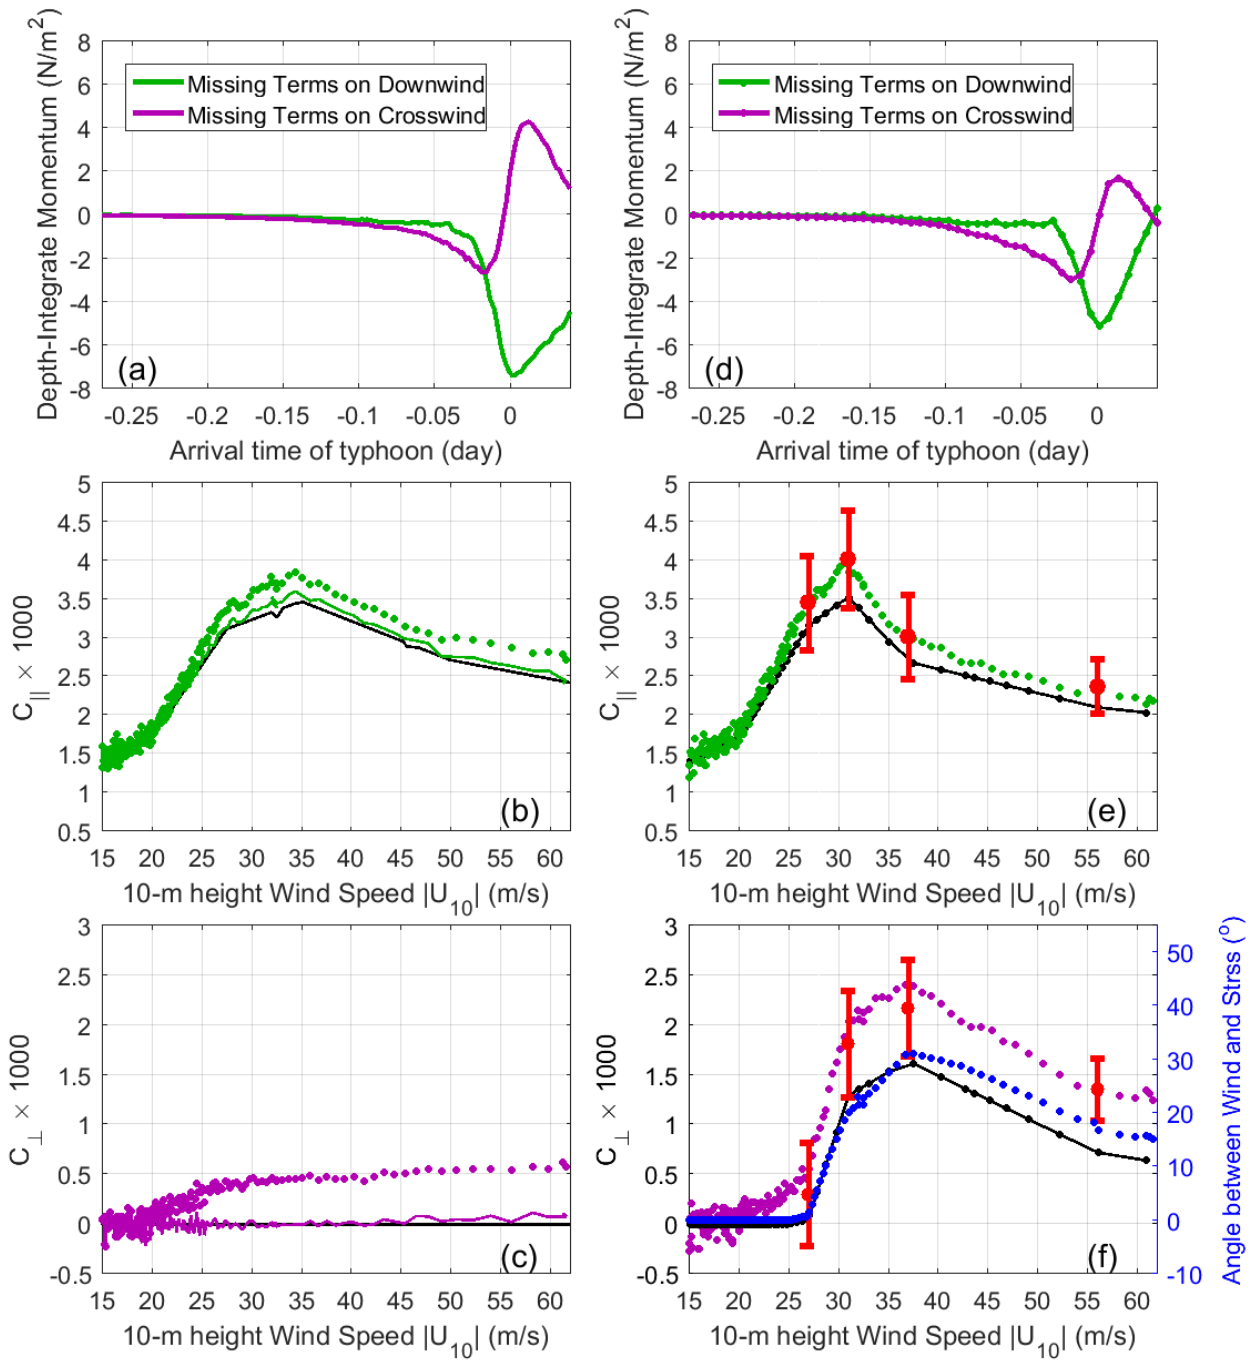 Depth-Integrate Momentum (N/m²)
8
6
4
2
0
-2
-4
-6
-8
Missing Terms on Downwind
Missing Terms on Crosswind
(a)
-0.25 -0.2 -0.15 -0.1 -0.05 0
Arrival time of typhoon (day)
Depth-Integrate Momentum (N/m²)
8
6
4
2
0
-2
-4
-6
-8
Missing Terms on Downwind
Missing Terms on Crosswind
(d)
-0.25 -0.2 -0.15 -0.1 -0.05 0
Arrival time of typhoon (day)
C|| × 1000
5
4.5
4
3.5
3
2.5
2
1.5
1
0.5
(b)
15 20 25 30 35 40 45 50 55 60
10-m height Wind Speed |U10| (m/s)
C|| × 1000
5
4.5
4
3.5
3
2.5
2
1.5
1
0.5
(e)
15 20 25 30 35 40 45 50 55 60
10-m height Wind Speed |U10| (m/s)
C⊥ × 1000
3
2.5
2
1.5
1
0.5
0
-0.5
(c)
15 20 25 30 35 40 45 50 55 60
10-m height Wind Speed |U10| (m/s)
C⊥ × 1000
3
2.5
2
1.5
1
0.5
0
-0.5
(f)
15 20 25 30 35 40 45 50 55 60
10-m height Wind Speed |U10| (m/s)
50
40
30
20
10
0
-10
Angle between Wind and Strss (°)